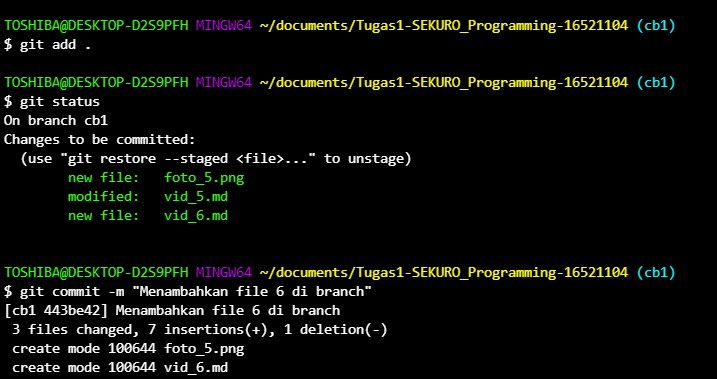 TOSHIBA@DESKTOP-D2S9PFH MINGW64 ~/documents/Tugas1-SEKURO_Programming-16521104 (cb1)
$ git add .
TOSHIBA@DESKTOP-D2S9PFH MINGW64 ~/documents/Tugas1-SEKURO_Programming-16521104 (cb1)
$ git status
On branch cb1
Changes to be committed:
  (use "git restore --staged <file>..." to unstage)
        new file:   foto_5.png
        modified:   vid_5.md
        new file:   vid_6.md
TOSHIBA@DESKTOP-D2S9PFH MINGW64 ~/documents/Tugas1-SEKURO_Programming-16521104 (cb1)
$ git commit -m "Menambahkan file 6 di branch"
[cb1 443be42] Menambahkan file 6 di branch
 3 files changed, 7 insertions(+), 1 deletion(-)
 create mode 100644 foto_5.png
 create mode 100644 vid_6.md